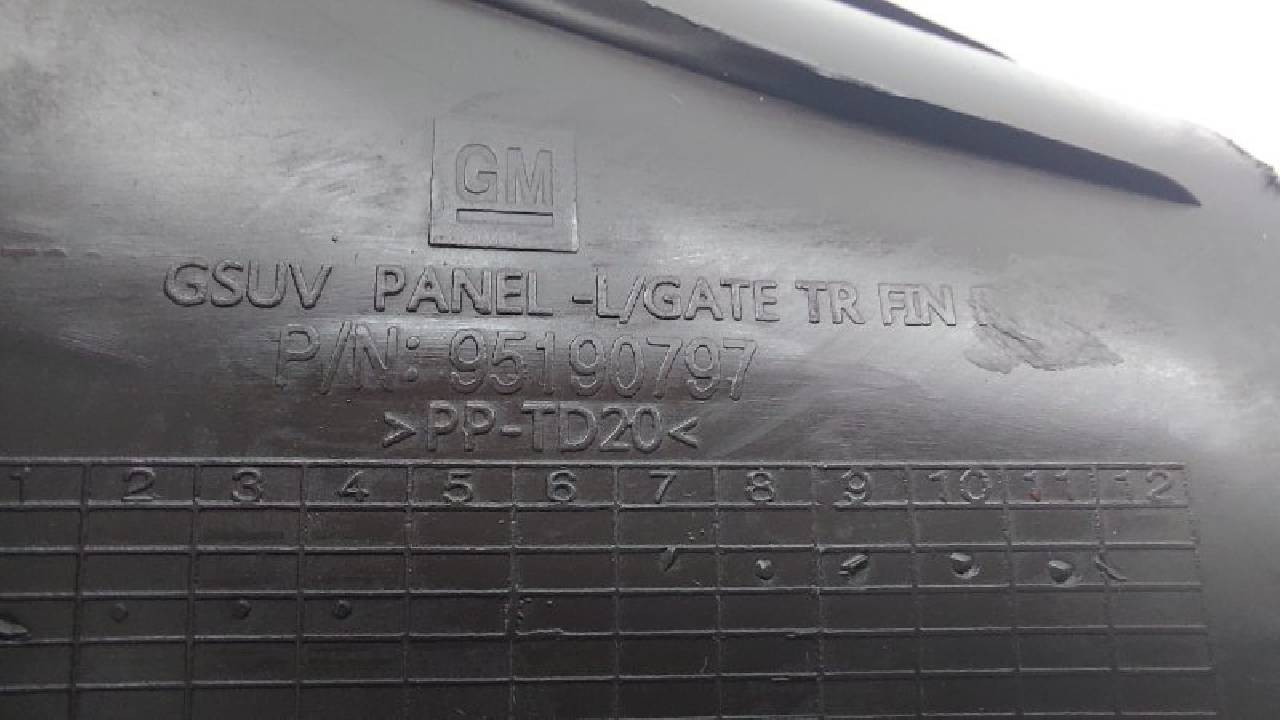 GM
GSUV PANEL -L/GATE TR FIN
P/N: 95190797
>PP-TD20<
1 2 3 4 5 6 7 8 9 10 11 12